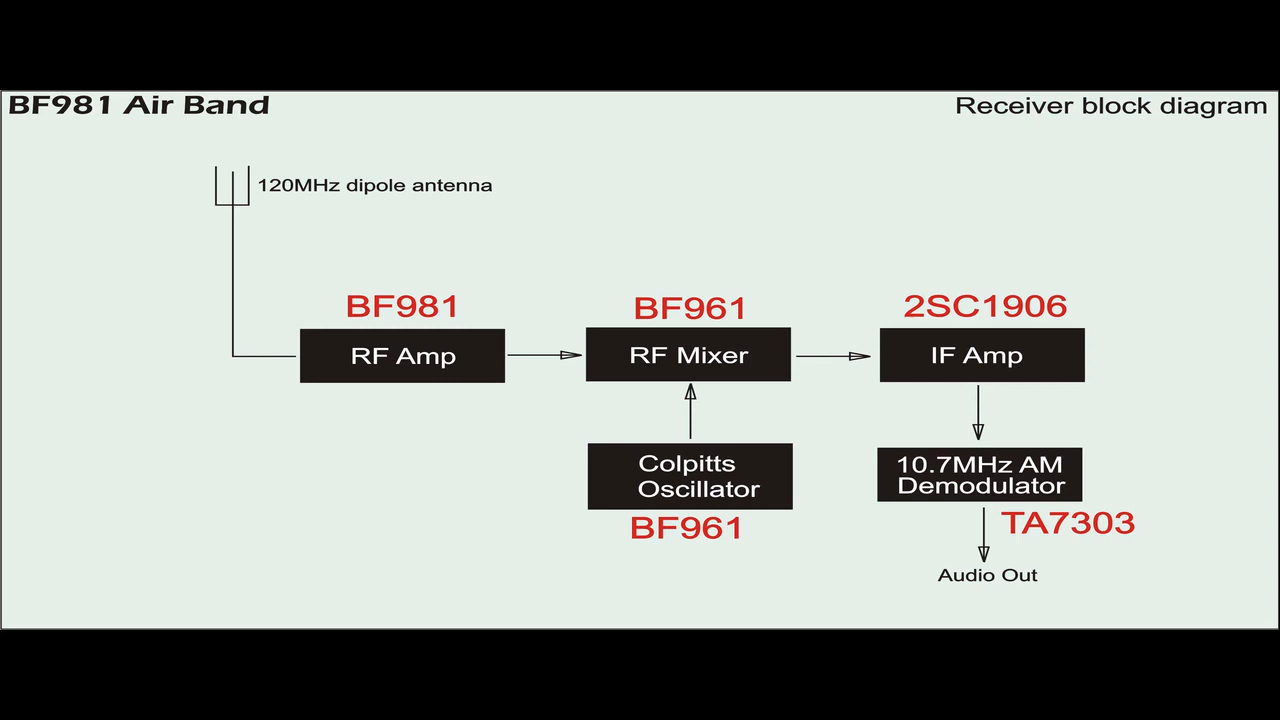 BF981 Air Band
Receiver block diagram
120MHz dipole antenna
BF981
RF Amp
BF961
RF Mixer
2SC1906
IF Amp
Colpitts
Oscillator
BF961
10.7MHz AM
Demodulator
TA7303
Audio Out